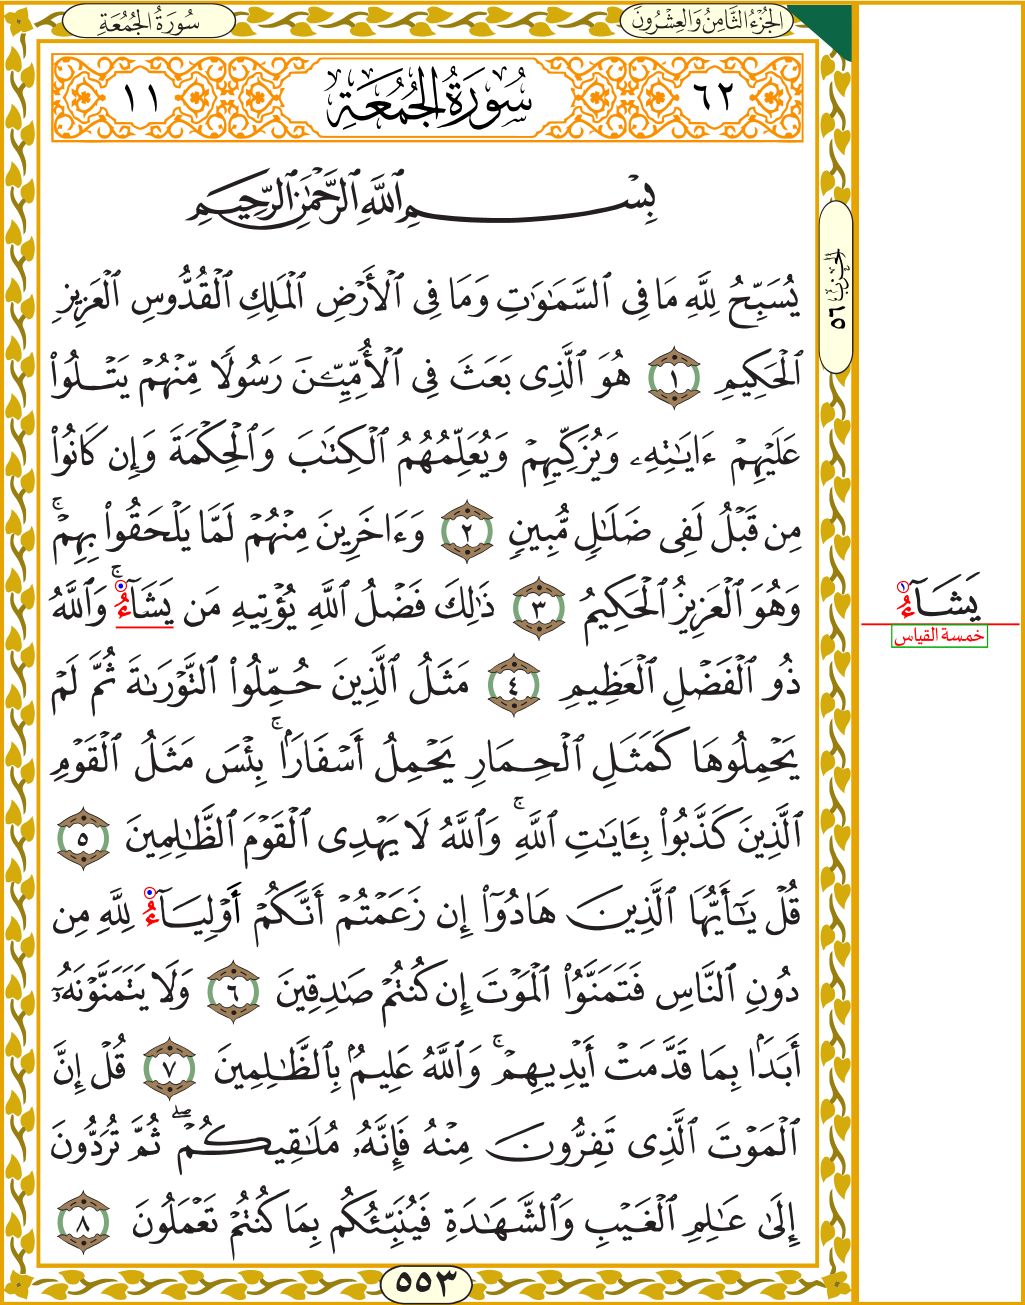 سُورَةُ الجُمُعَةِ
الجُزْءُ الثَّامِنُ وَالعِشْرُونَ
٦٢ سُورَةُ الجُمُعَةِ ١١
بِسْمِ ٱللَّهِ ٱلرَّحْمَٰنِ ٱلرَّحِيمِ
يُسَبِّحُ لِلَّهِ مَا فِى ٱلسَّمَٰوَٰتِ وَمَا فِى ٱلْأَرْضِ ٱلْمَلِكِ ٱلْقُدُّوسِ ٱلْعَزِيزِ
ٱلْحَكِيمِ ١ هُوَ ٱلَّذِى بَعَثَ فِى ٱلْأُمِّيِّـۧنَ رَسُولًا مِّنْهُمْ يَتْلُوا۟
عَلَيْهِمْ ءَايَٰتِهِۦ وَيُزَكِّيهِمْ وَيُعَلِّمُهُمُ ٱلْكِتَٰبَ وَٱلْحِكْمَةَ وَإِن كَانُوا۟
مِن قَبْلُ لَفِى ضَلَٰلٍ مُّبِينٍ ٢ وَءَاخَرِينَ مِنْهُمْ لَمَّا يَلْحَقُوا۟ بِهِمْ ۚ
وَهُوَ ٱلْعَزِيزُ ٱلْحَكِيمُ ٣ ذَٰلِكَ فَضْلُ ٱللَّهِ يُؤْتِيهِ مَن يَشَآءُ ۚ وَٱللَّهُ
ذُو ٱلْفَضْلِ ٱلْعَظِيمِ ٤ مَثَلُ ٱلَّذِينَ حُمِّلُوا۟ ٱلتَّوْرَىٰةَ ثُمَّ لَمْ
يَحْمِلُوهَا كَمَثَلِ ٱلْحِمَارِ يَحْمِلُ أَسْفَارًۢا ۚ بِئْسَ مَثَلُ ٱلْقَوْمِ
ٱلَّذِينَ كَذَّبُوا۟ بِـَٔايَٰتِ ٱللَّهِ ۚ وَٱللَّهُ لَا يَهْدِى ٱلْقَوْمَ ٱلظَّٰلِمِينَ ٥
قُلْ يَٰٓأَيُّهَا ٱلَّذِينَ هَادُوٓا۟ إِن زَعَمْتُمْ أَنَّكُمْ أَوْلِيَآءُ لِلَّهِ مِن
دُونِ ٱلنَّاسِ فَتَمَنَّوُا۟ ٱلْمَوْتَ إِن كُنتُمْ صَٰدِقِينَ ٦ وَلَا يَتَمَنَّوْنَهُۥٓ
أَبَدًۢا بِمَا قَدَّمَتْ أَيْدِيهِمْ ۚ وَٱللَّهُ عَلِيمٌۢ بِٱلظَّٰلِمِينَ ٧ قُلْ إِنَّ
ٱلْمَوْتَ ٱلَّذِى تَفِرُّونَ مِنْهُ فَإِنَّهُۥ مُلَٰقِيكُمْ ۖ ثُمَّ تُرَدُّونَ
إِلَىٰ عَٰلِمِ ٱلْغَيْبِ وَٱلشَّهَٰدَةِ فَيُنَبِّئُكُم بِمَا كُنتُمْ تَعْمَلُونَ ٨
٥٥٣
الحِزْبُ ٥٦
يَشَآءُ ١
خمسة القياس